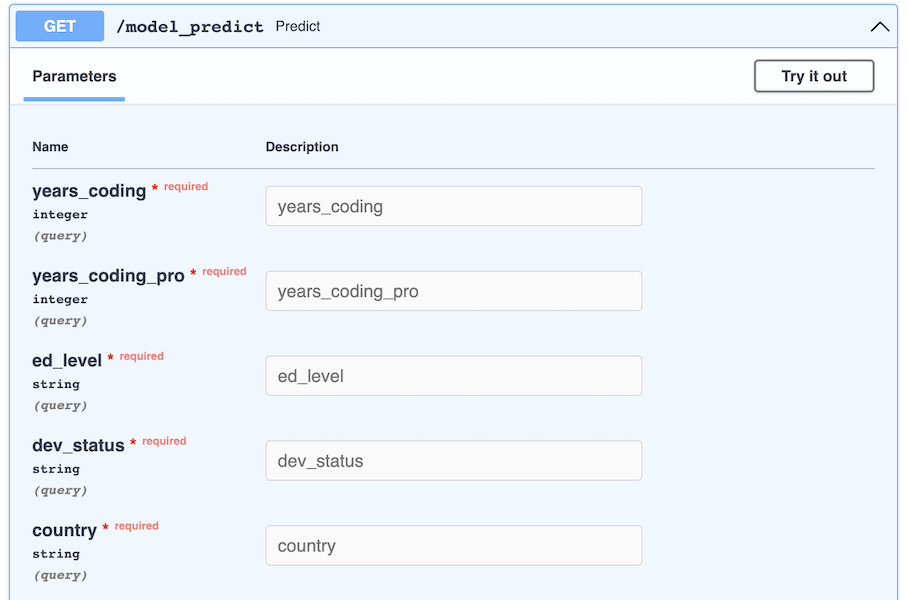 GET /model_predict Predict
Parameters
Try it out
Name Description
years_coding * required
integer
(query)
years_coding
years_coding_pro * required
integer
(query)
years_coding_pro
ed_level * required
string
(query)
ed_level
dev_status * required
string
(query)
dev_status
country * required
string
(query)
country